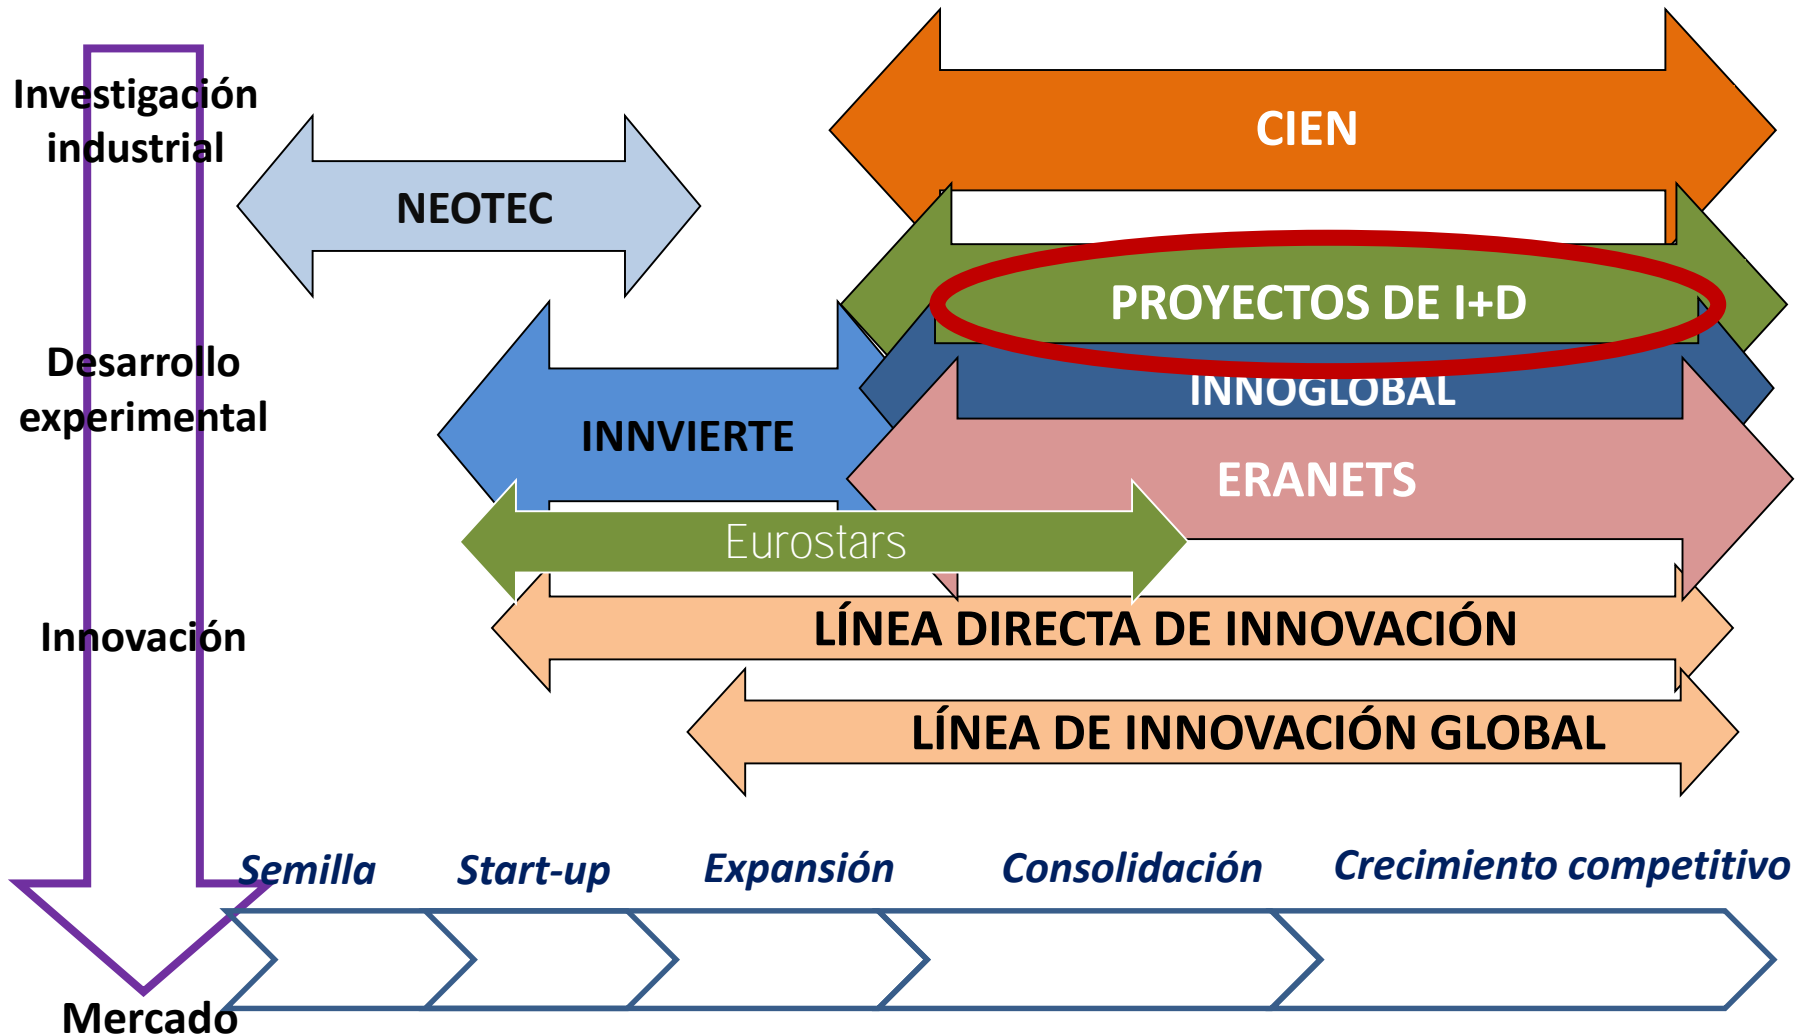 Investigación
industrial
CIEN
NEOTEC
PROYECTOS DE I+D
Desarrollo
experimental
INNOGLOBAL
INNVIERTE
ERANETS
Eurostars
Innovación
LÍNEA DIRECTA DE INNOVACIÓN
LÍNEA DE INNOVACIÓN GLOBAL
Semilla
Start-up
Expansión
Consolidación
Crecimiento competitivo
Mercado